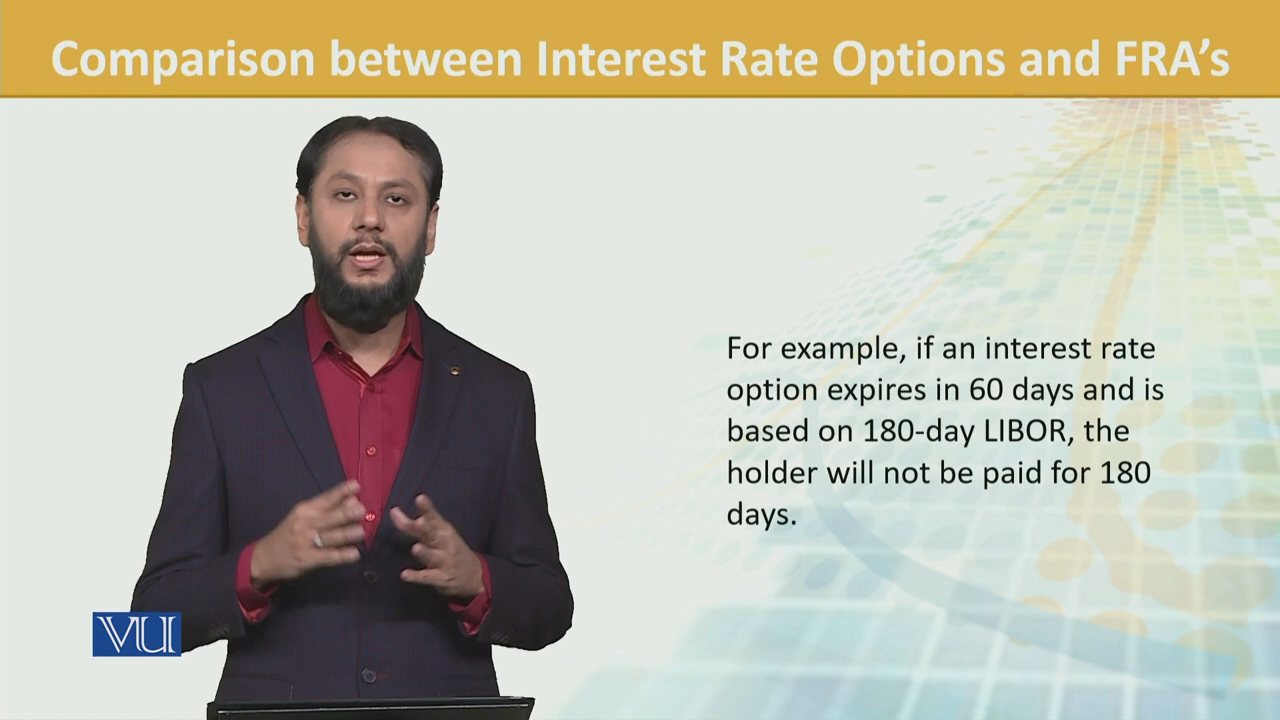 Comparison between Interest Rate Options and FRA's
For example, if an interest rate
option expires in 60 days and is
based on 180-day LIBOR, the
holder will not be paid for 180
days.
VU